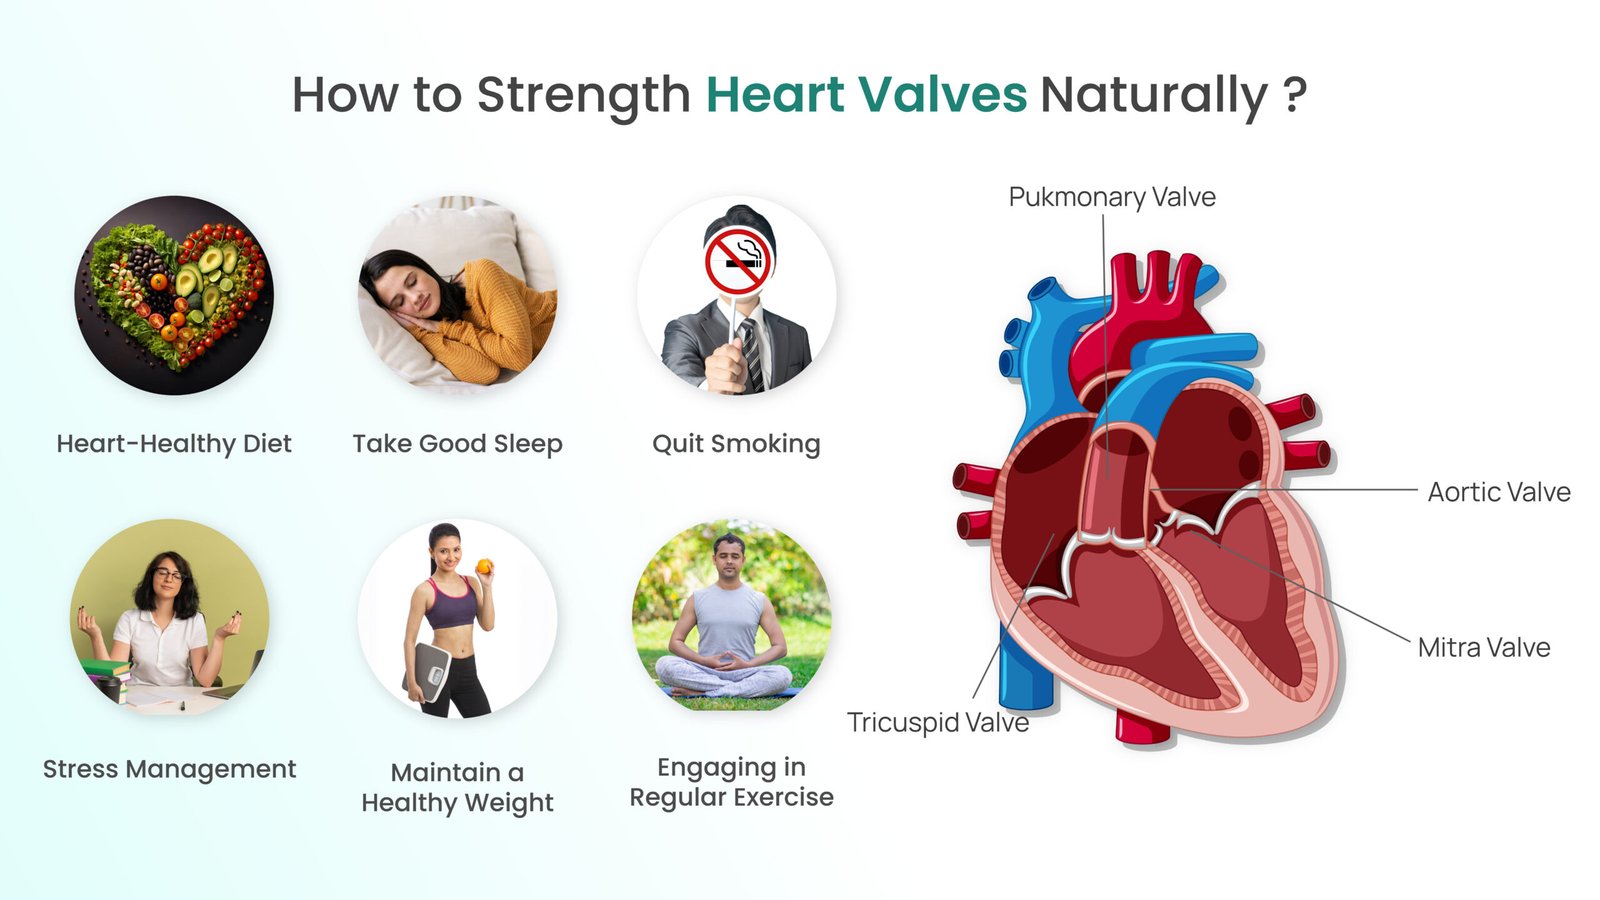 How to Strength Heart Valves Naturally ?
Heart-Healthy Diet
Take Good Sleep
Quit Smoking
Stress Management
Maintain a
Healthy Weight
Engaging in
Regular Exercise
Pukmonary Valve
Aortic Valve
Mitra Valve
Tricuspid Valve